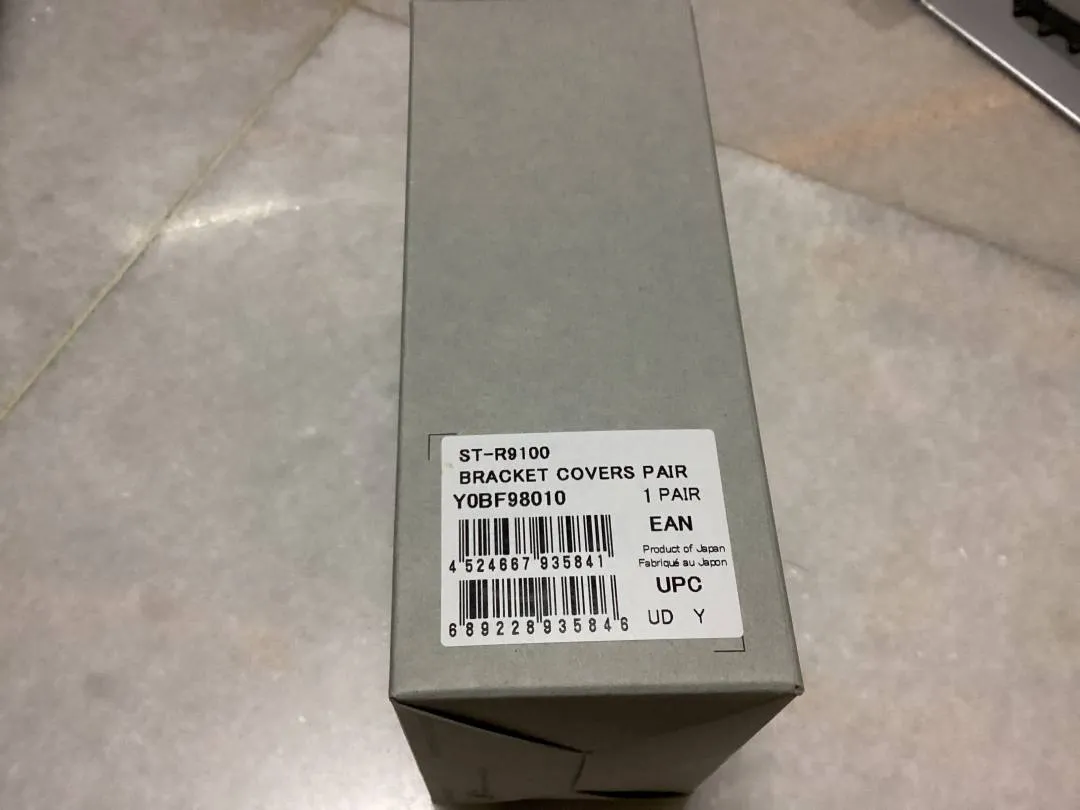 ST-R9100
BRACKET COVERS PAIR
Y0BF98010 1 PAIR
EAN
4 524667 935841
Product of Japan
Fabriqué au Japon
UPC
6 89228 93584 6
UD Y